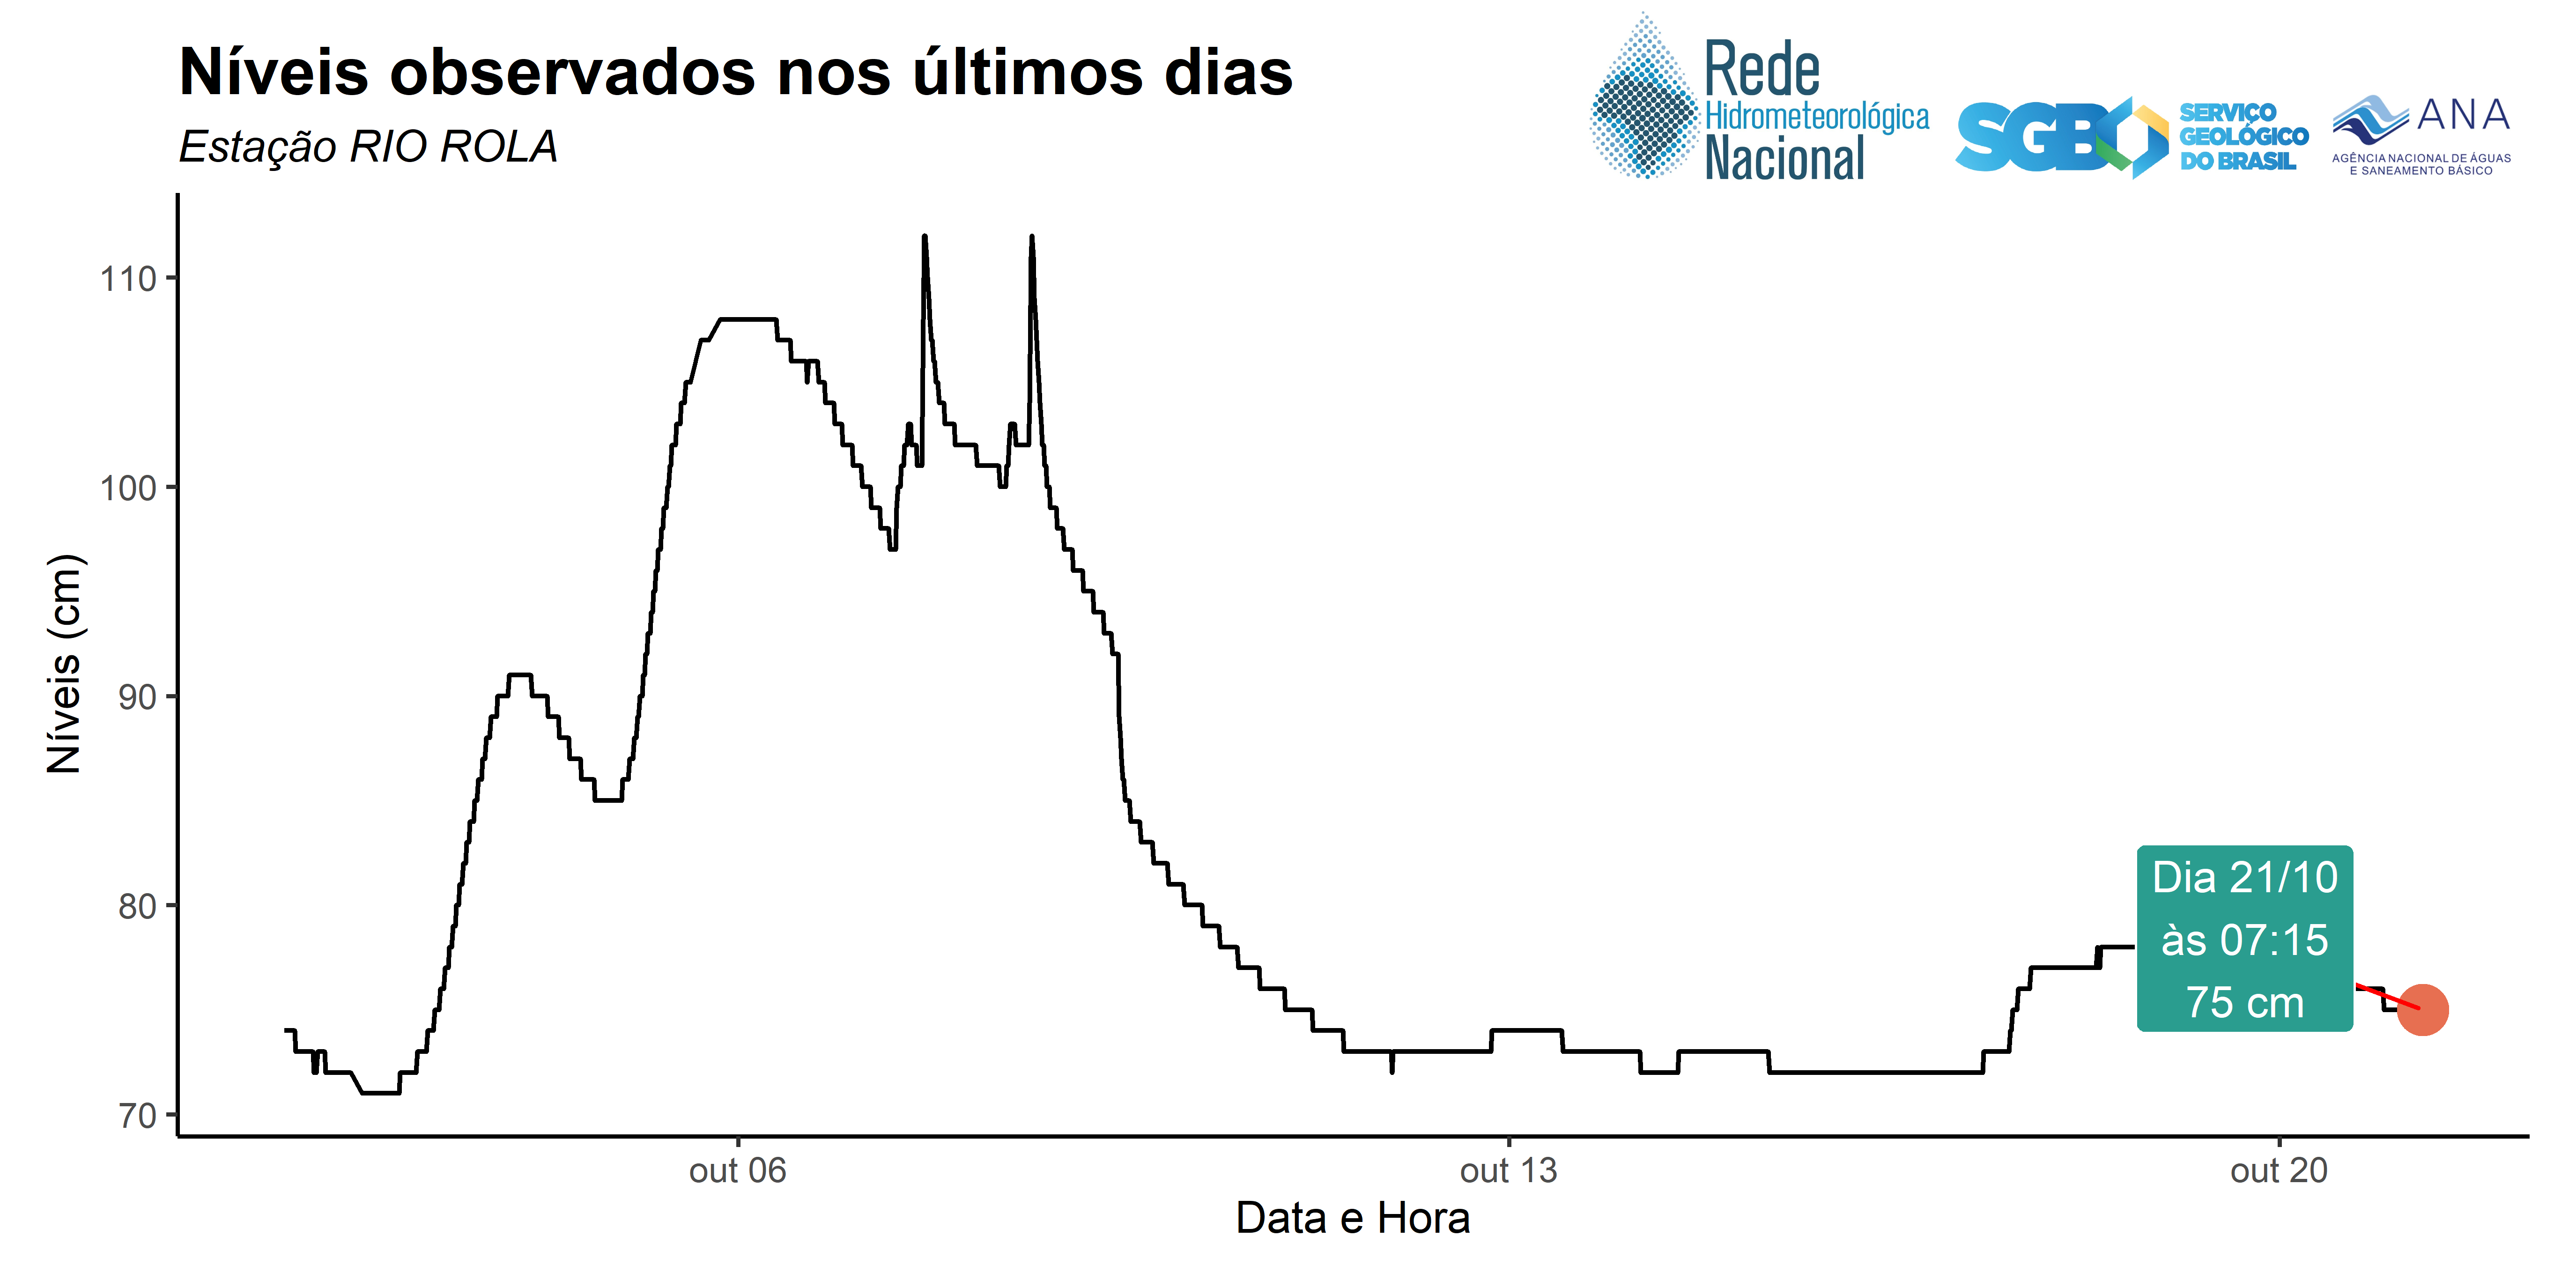 Níveis observados nos últimos dias
Estação RIO ROLA
Rede
Hidrometeorológica
Nacional
SGB
SERVIÇO
GEOLÓGICO
DO BRASIL
ANA
AGÊNCIA NACIONAL DE ÁGUAS
E SANEAMENTO BÁSICO
Níveis (cm)
110
100
90
80
70
Dia 21/10
às 07:15
75 cm
out 06
out 13
out 20
Data e Hora